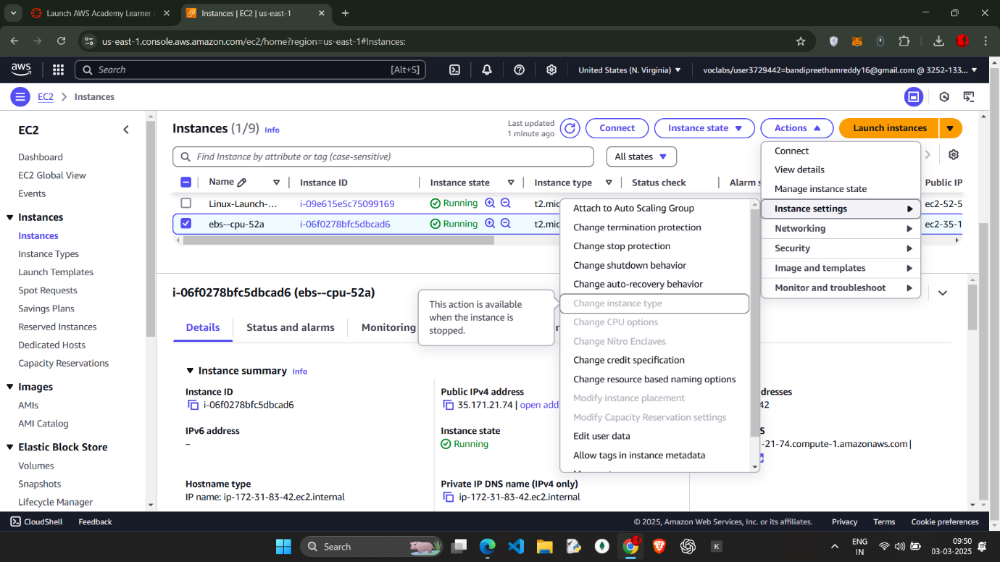 Launch AWS Academy Learner
Instances | EC2 | us-east-1
us-east-1.console.aws.amazon.com/ec2/home?region=us-east-1#Instances:
aws
Search
[Alt+S]
United States (N. Virginia)
voclabs/user3729442=bandipreethamreddy16@gmail.com @ 3252-133...
EC2
Instances
EC2
Dashboard
EC2 Global View
Events
Instances
Instances
Instance Types
Launch Templates
Spot Requests
Savings Plans
Reserved Instances
Dedicated Hosts
Capacity Reservations
Images
AMIs
AMI Catalog
Elastic Block Store
Volumes
Snapshots
Lifecycle Manager
Instances (1/9) Info
Last updated
1 minute ago
Connect
Instance state
Actions
Launch instances
Find Instance by attribute or tag (case-sensitive)
All states
Name
Instance ID
Instance state
Instance type
Status check
Alarm s
Public IP
Linux-Launch-...
i-09e615e5c75099169
Running
t2.mic
ec2-52-5
ebs--cpu-52a
i-06f0278bfc5dbcad6
Running
t2.mic
ec2-35-1
Connect
View details
Manage instance state
Instance settings
Networking
Security
Image and templates
Monitor and troubleshoot
Attach to Auto Scaling Group
Change termination protection
Change stop protection
Change shutdown behavior
Change auto-recovery behavior
Change instance type
Change CPU options
Change Nitro Enclaves
Change credit specification
Change resource based naming options
Modify instance placement
Modify Capacity Reservation settings
Edit user data
Allow tags in instance metadata
This action is available
when the instance is
stopped.
i-06f0278bfc5dbcad6 (ebs--cpu-52a)
Details
Status and alarms
Monitoring
Instance summary Info
Instance ID
i-06f0278bfc5dbcad6
Public IPv4 address
35.171.21.74 | open add
dresses
42
IPv6 address
–
Instance state
Running
S
-21-74.compute-1.amazonaws.com |
Hostname type
IP name: ip-172-31-83-42.ec2.internal
Private IP DNS name (IPv4 only)
ip-172-31-83-42.ec2.internal
CloudShell
Feedback
© 2025, Amazon Web Services, Inc. or its affiliates.
Privacy
Terms
Cookie preferences
Search
K
ENG
IN
09:50
03-03-2025